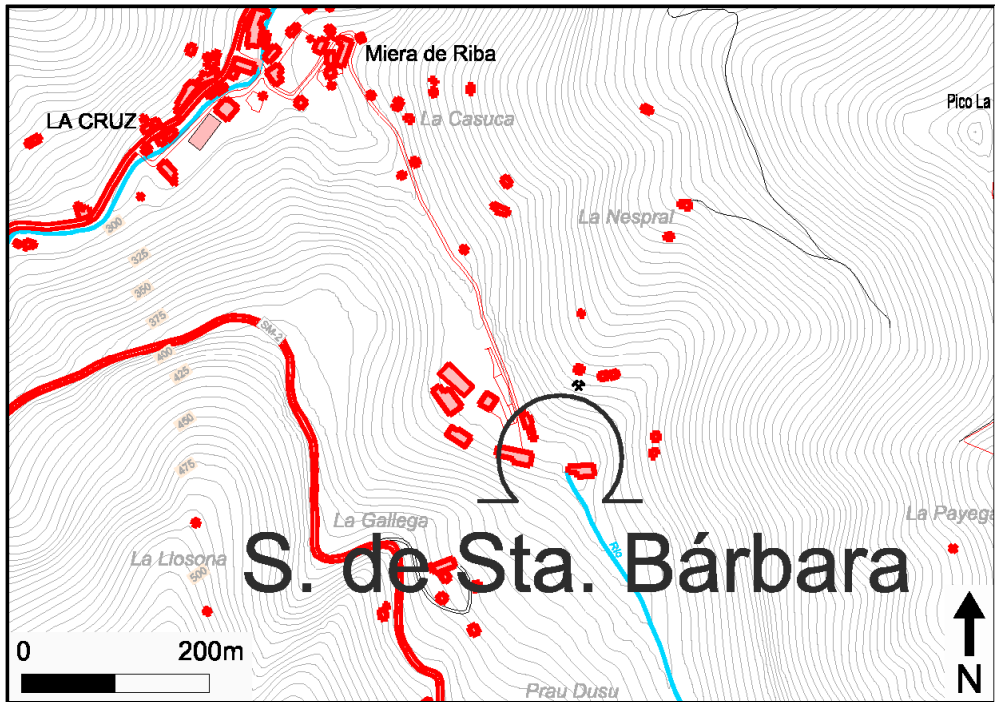 Miera de Riba
Pico La
LA CRUZ
La Casuca
La Nespral
300
325
350
375
400
425
450
475
500
SM-2
La Gallega
La Llosona
La Payega
S. de Sta. Bárbara
Río
Prau Dusu
0 200m
N